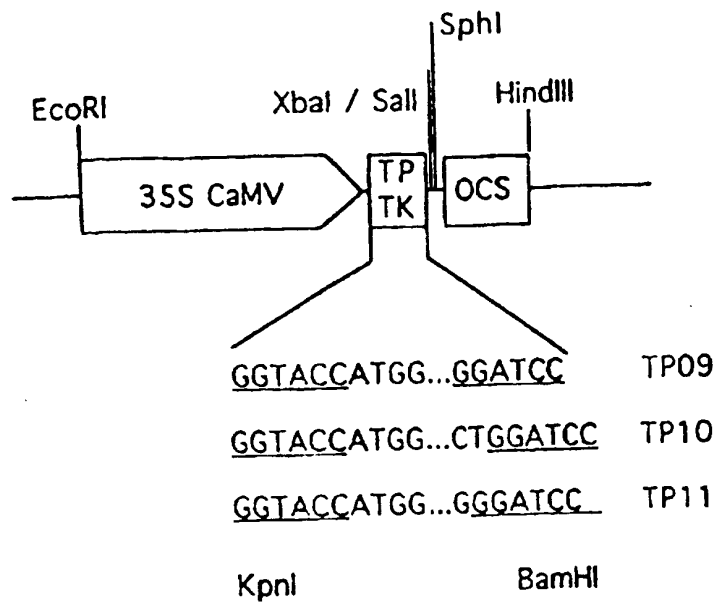 SphI
XbaI / SalI
HindIII
EcoRI
35S CaMV
TP
TK
OCS
GGTACCATGG...GGATCC TP09
GGTACCATGG...CTGGATCC TP10
GGTACCATGG...GGGATCC TP11
KpnI BamHI